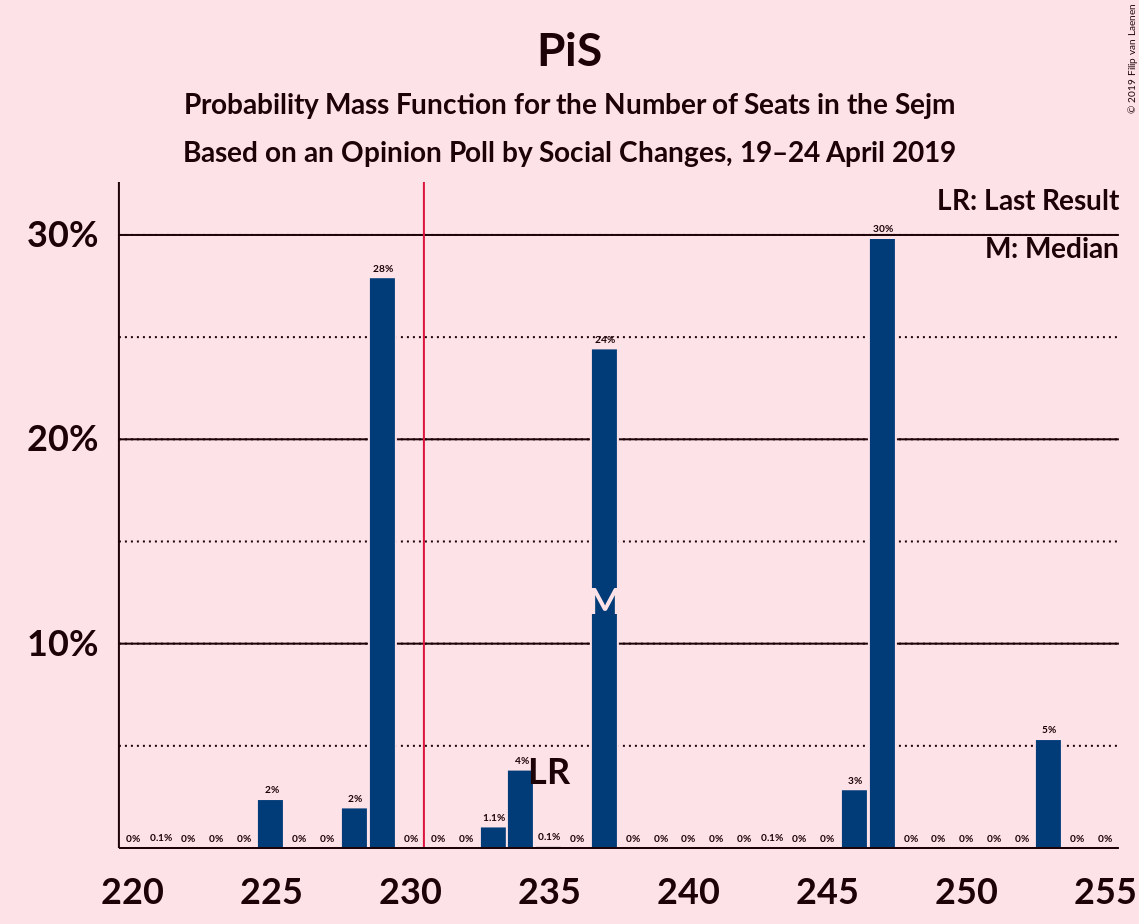 PiS
Probability Mass Function for the Number of Seats in the Sejm
Based on an Opinion Poll by Social Changes, 19–24 April 2019
© 2019 Filip van Laenen
LR: Last Result
M: Median
30%
20%
10%
0% 0.1% 0% 0% 0% 2% 0% 0% 2% 28% 0% 0% 0% 1.1% 4% 0.1% 0% 24% 0% 0% 0% 0% 0% 0.1% 0% 0% 3% 30% 0% 0% 0% 0% 0% 5% 0% 0%
M
LR
220 225 230 235 240 245 250 255